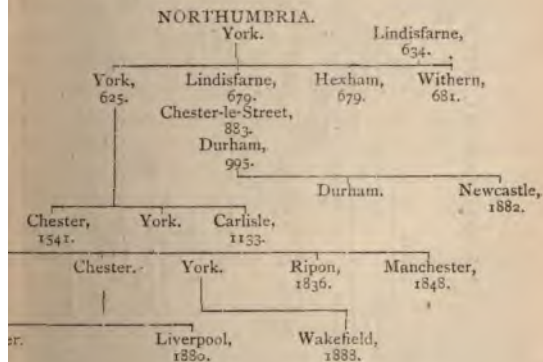 NORTHUMBRIA.
York. Lindisfarne,
634.
York, Lindisfarne, Hexham, Withern,
625. 679. 679. 681.
Chester-le-Street,
883.
Durham,
995.
Durham. Newcastle,
1882.
Chester, York. Carlisle,
1541. 1133.
Chester. York. Ripon, Manchester,
1836. 1848.
er. Liverpool, Wakefield,
1880. 1888.